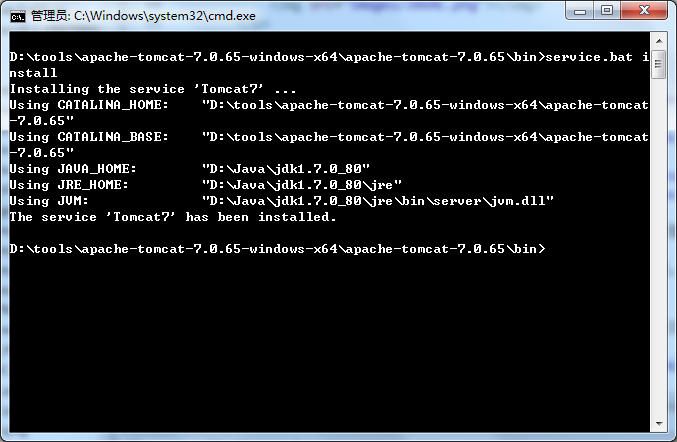 管理员: C:\Windows\system32\cmd.exe
D:\tools\apache-tomcat-7.0.65-windows-x64\apache-tomcat-7.0.65\bin>service.bat i
nstall
Installing the service 'Tomcat7' ...
Using CATALINA_HOME:    "D:\tools\apache-tomcat-7.0.65-windows-x64\apache-tomcat
-7.0.65"
Using CATALINA_BASE:    "D:\tools\apache-tomcat-7.0.65-windows-x64\apache-tomcat
-7.0.65"
Using JAVA_HOME:        "D:\Java\jdk1.7.0_80"
Using JRE_HOME:         "D:\Java\jdk1.7.0_80\jre"
Using JVM:              "D:\Java\jdk1.7.0_80\jre\bin\server\jvm.dll"
The service 'Tomcat7' has been installed.
D:\tools\apache-tomcat-7.0.65-windows-x64\apache-tomcat-7.0.65\bin>